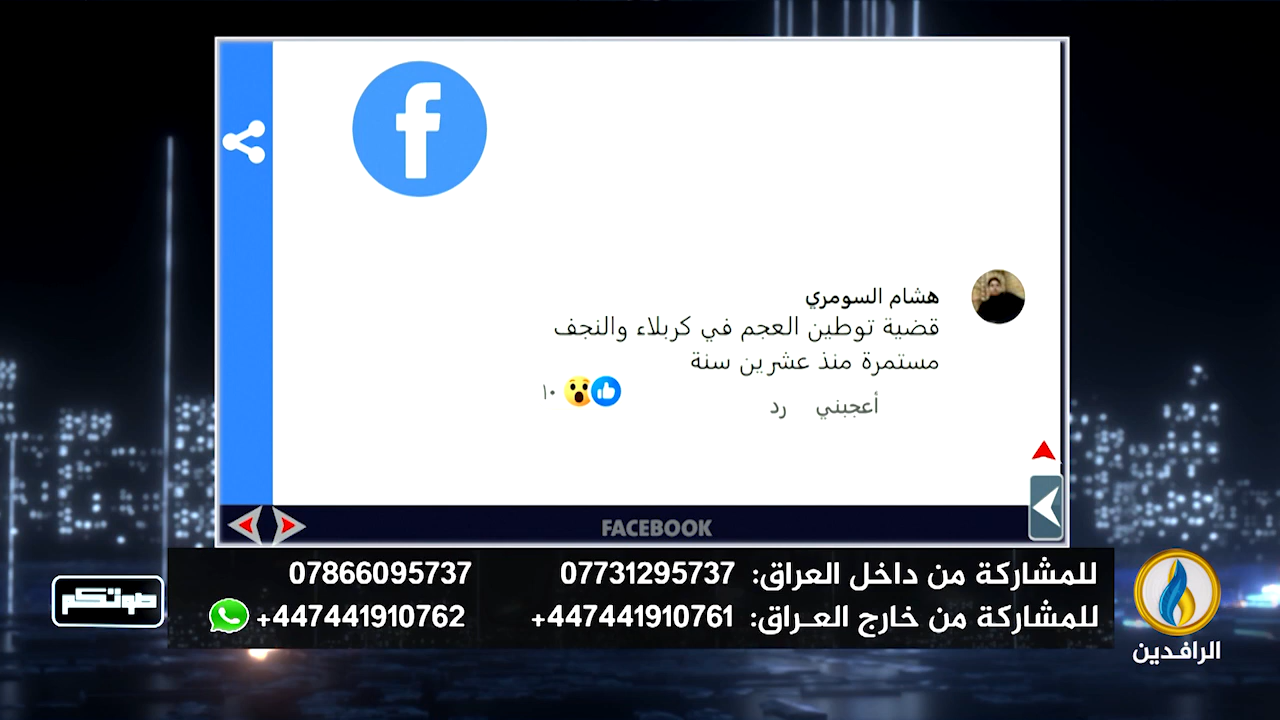 هشام السومري
قضية توطين العجم في كربلاء والنجف
مستمرة منذ عشرين سنة
أعجبني رد ١٠
FACEBOOK
للمشاركة من داخل العراق: 07731295737 07866095737
للمشاركة من خارج العـراق: 447441910761+ 447441910762+
صوتكم
الرافـدين